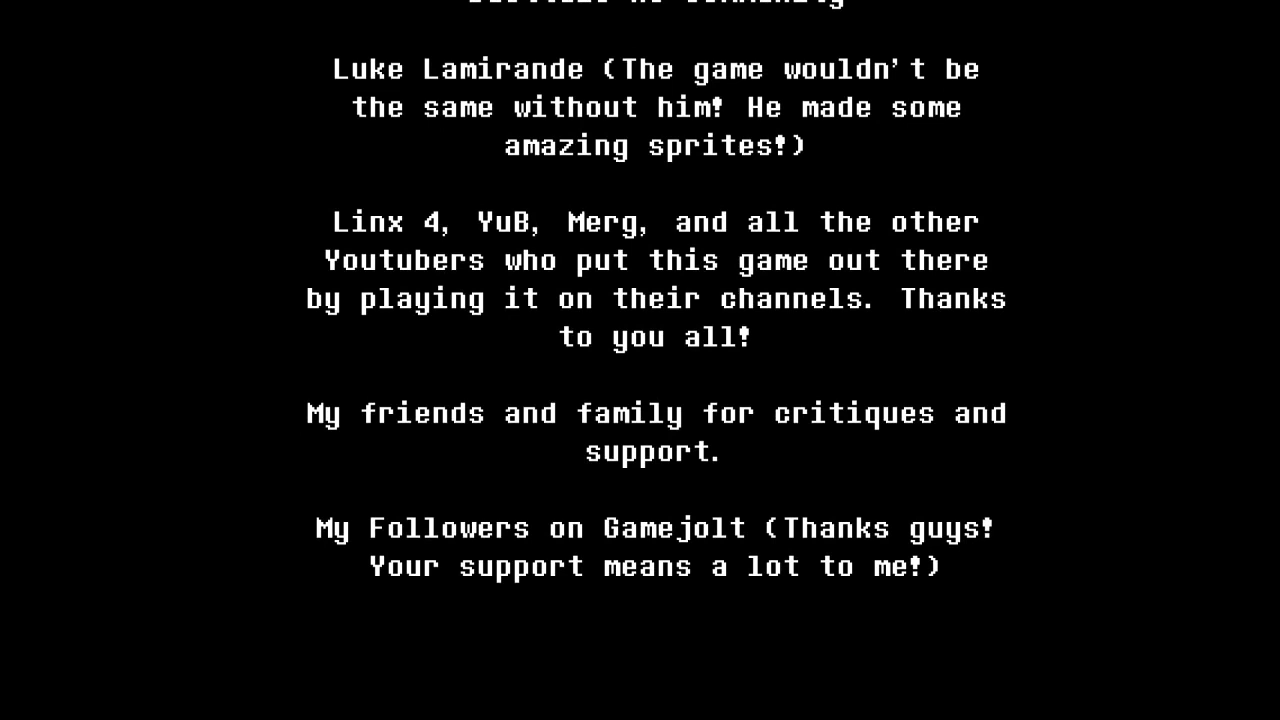 Luke Lamirande (The game wouldn't be
the same without him! He made some
amazing sprites!)
Linx 4, YuB, Merg, and all the other
Youtubers who put this game out there
by playing it on their channels. Thanks
to you all!
My friends and family for critiques and
support.
My Followers on Gamejolt (Thanks guys!
Your support means a lot to me!)